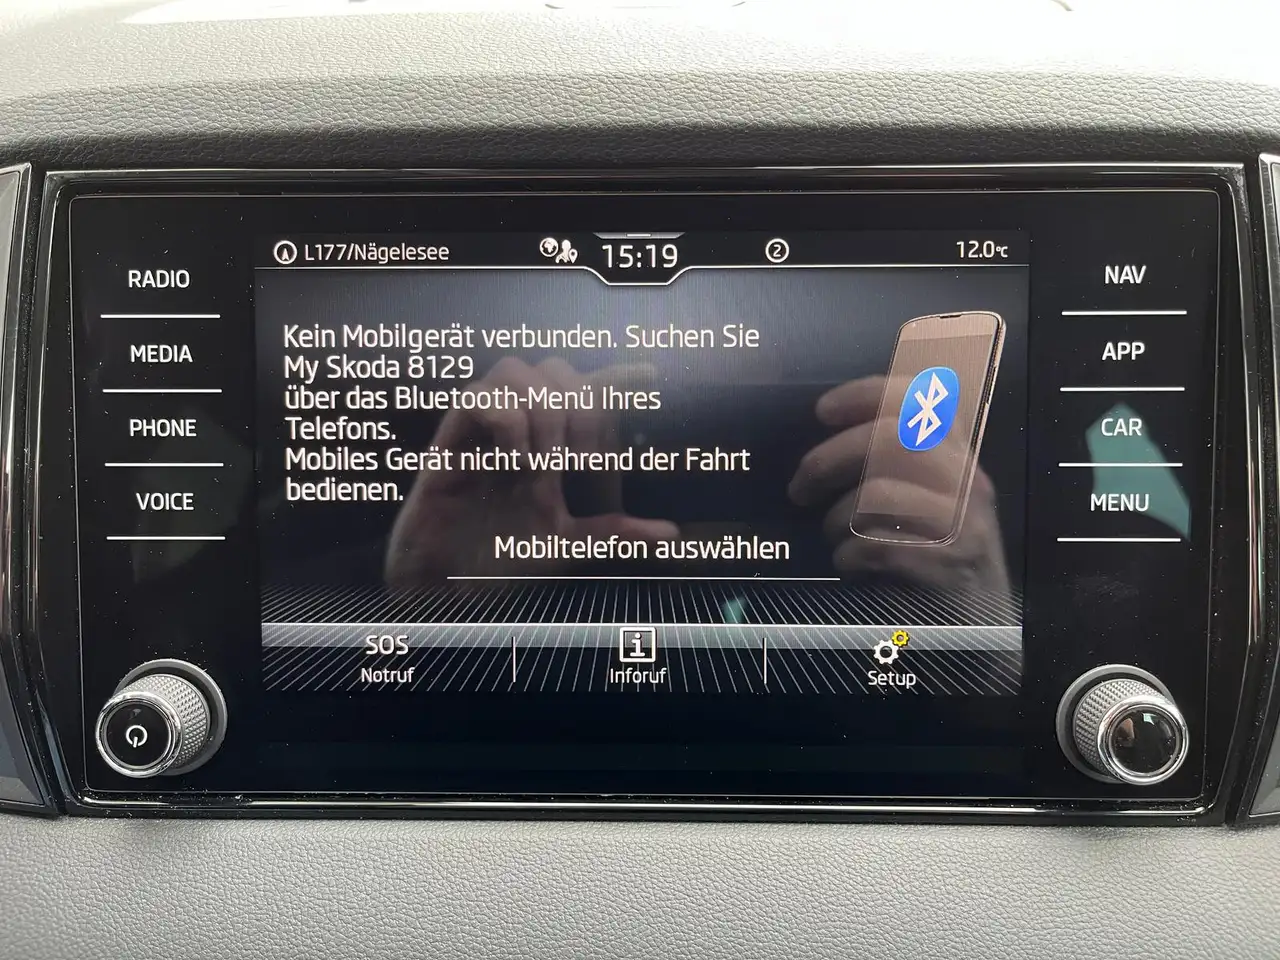 L177/Nägelesee
15:19
2
12.0°C
RADIO
MEDIA
PHONE
VOICE
Kein Mobilgerät verbunden. Suchen Sie
My Skoda 8129
über das Bluetooth-Menü Ihres
Telefons.
Mobiles Gerät nicht während der Fahrt
bedienen.
Mobiltelefon auswählen
SOS
Notruf
i
Inforuf
Setup
NAV
APP
CAR
MENU